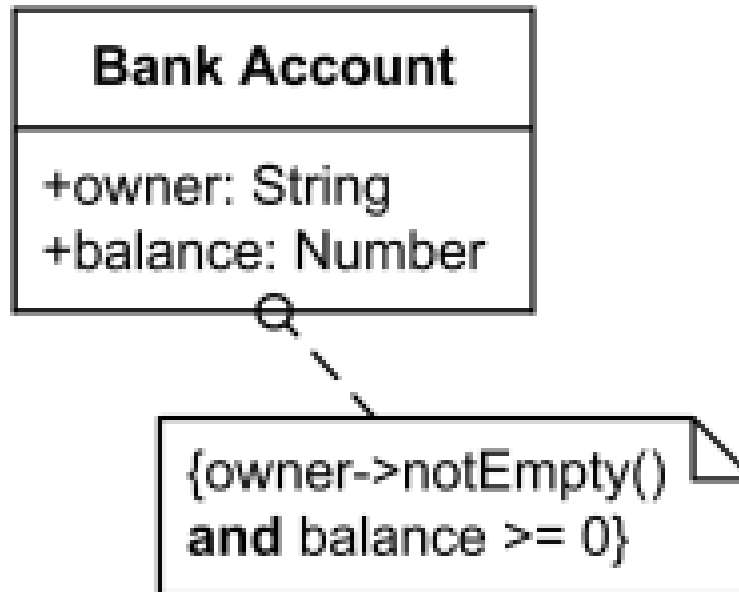 Bank Account
+owner: String
+balance: Number
{owner->notEmpty()
and balance >= 0}